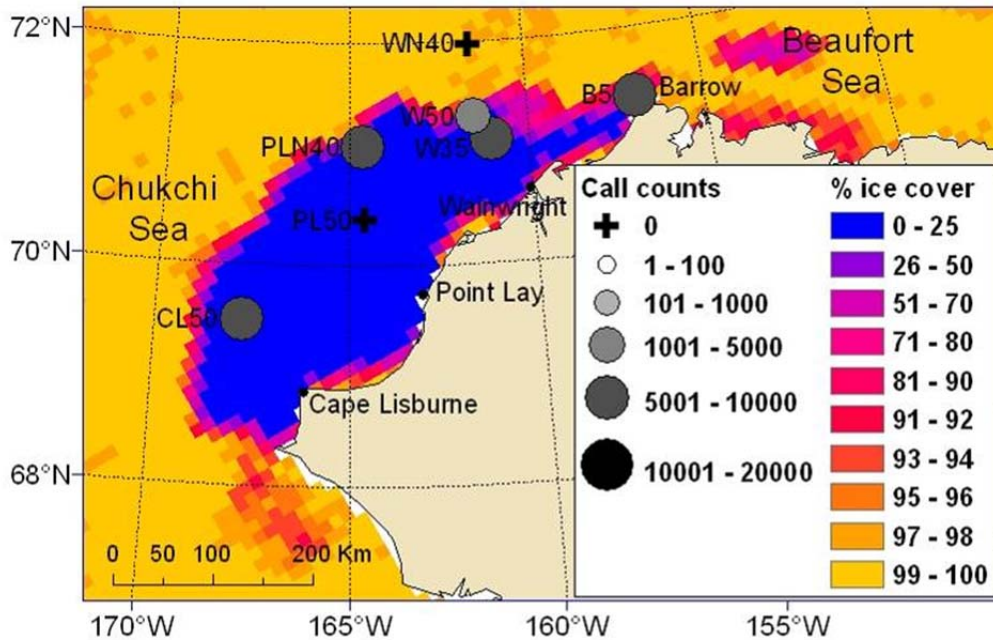 72°N
WN40
Beaufort
Sea
B5
Barrow
W50
PLN40
W35
Chukchi
Sea
PL50
Wainwright
70°N
Point Lay
CL50
Cape Lisburne
68°N
0 50 100 200 Km
170°W 165°W 160°W 155°W
Call counts
0
1 - 100
101 - 1000
1001 - 5000
5001 - 10000
10001 - 20000
% ice cover
0 - 25
26 - 50
51 - 70
71 - 80
81 - 90
91 - 92
93 - 94
95 - 96
97 - 98
99 - 100